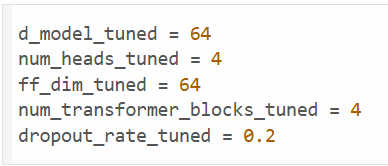 d_model_tuned = 64
num_heads_tuned = 4
ff_dim_tuned = 64
num_transformer_blocks_tuned = 4
dropout_rate_tuned = 0.2